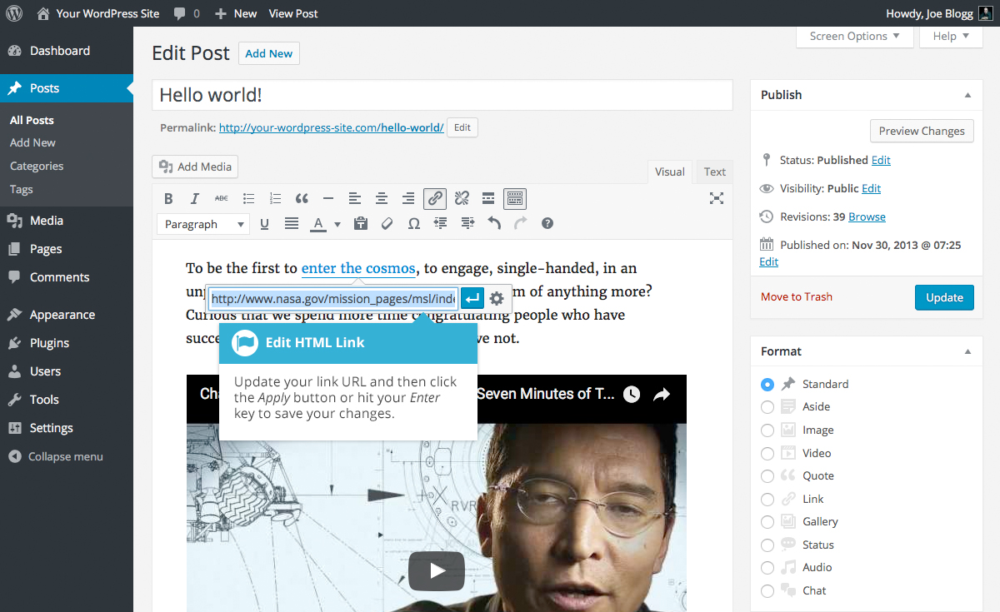 Your WordPress Site 0 New View Post Howdy, Joe Blogg
Dashboard
Posts
All Posts
Add New
Categories
Tags
Media
Pages
Comments
Appearance
Plugins
Users
Tools
Settings
Collapse menu
Screen Options Help
Edit Post Add New
Hello world!
Permalink: http://your-wordpress-site.com/hello-world/ Edit
Add Media
Visual Text
B I ABC
Paragraph U A Ω
To be the first to enter the cosmos, to engage, single-handed, in an
http://www.nasa.gov/mission_pages/msl/inde
m of anything more?
Curious that we spend more time congratulating people who have
succe ve not.
Edit HTML Link
Update your link URL and then click
the Apply button or hit your Enter
key to save your changes.
Cha Seven Minutes of T...
RVR
Publish
Preview Changes
Status: Published Edit
Visibility: Public Edit
Revisions: 39 Browse
Published on: Nov 30, 2013 @ 07:25
Edit
Move to Trash Update
Format
Standard
Aside
Image
Video
Quote
Link
Gallery
Status
Audio
Chat